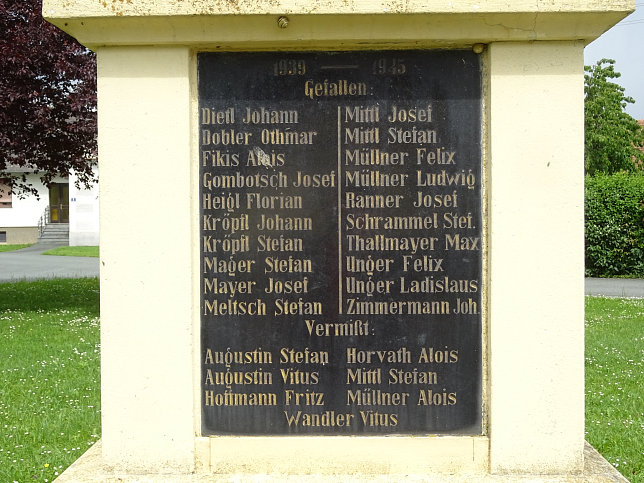 1939 — 1945
Gefallen:
Dietl Johann Mittl Josef
Dobler Othmar Mittl Stefan
Fikis Alois Müllner Felix
Gombotsch Josef Müllner Ludwig
Heigl Florian Ranner Josef
Kröpfl Johann Schrammel Stef.
Kröpfl Stefan Thallmayer Max
Mager Stefan Unger Felix
Mayer Josef Unger Ladislaus
Meltsch Stefan Zimmermann Joh.
Vermißt:
Augustin Stefan Horvath Alois
Augustin Vitus Mittl Stefan
Hoffmann Fritz Müllner Alois
Wandler Vitus